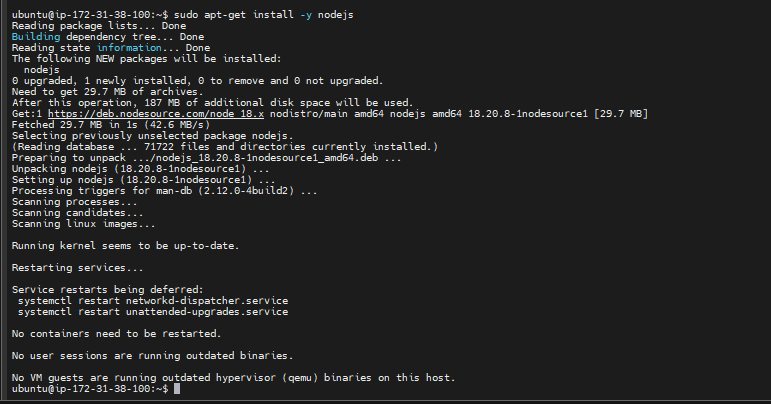 ubuntu@ip-172-31-38-100:~$ sudo apt-get install -y nodejs
Reading package lists... Done
Building dependency tree... Done
Reading state information... Done
The following NEW packages will be installed:
  nodejs
0 upgraded, 1 newly installed, 0 to remove and 0 not upgraded.
Need to get 29.7 MB of archives.
After this operation, 187 MB of additional disk space will be used.
Get:1 https://deb.nodesource.com/node_18.x nodistro/main amd64 nodejs amd64 18.20.8-1nodesource1 [29.7 MB]
Fetched 29.7 MB in 1s (42.6 MB/s)
Selecting previously unselected package nodejs.
(Reading database ... 71722 files and directories currently installed.)
Preparing to unpack .../nodejs_18.20.8-1nodesource1_amd64.deb ...
Unpacking nodejs (18.20.8-1nodesource1) ...
Setting up nodejs (18.20.8-1nodesource1) ...
Processing triggers for man-db (2.12.0-4build2) ...
Scanning processes...
Scanning candidates...
Scanning linux images...

Running kernel seems to be up-to-date.

Restarting services...

Service restarts being deferred:
 systemctl restart networkd-dispatcher.service
 systemctl restart unattended-upgrades.service

No containers need to be restarted.

No user sessions are running outdated binaries.

No VM guests are running outdated hypervisor (qemu) binaries on this host.
ubuntu@ip-172-31-38-100:~$